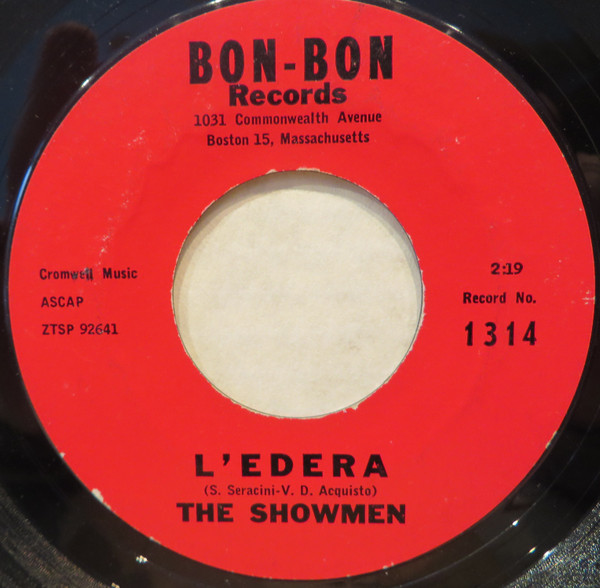 BON-BON
Records
1031 Commonwealth Avenue
Boston 15, Massachusetts
Cromwell Music
ASCAP
ZTSP 92641
2:19
Record No.
1314
L'EDERA
(S. Seracini-V. D. Acquisto)
THE SHOWMEN